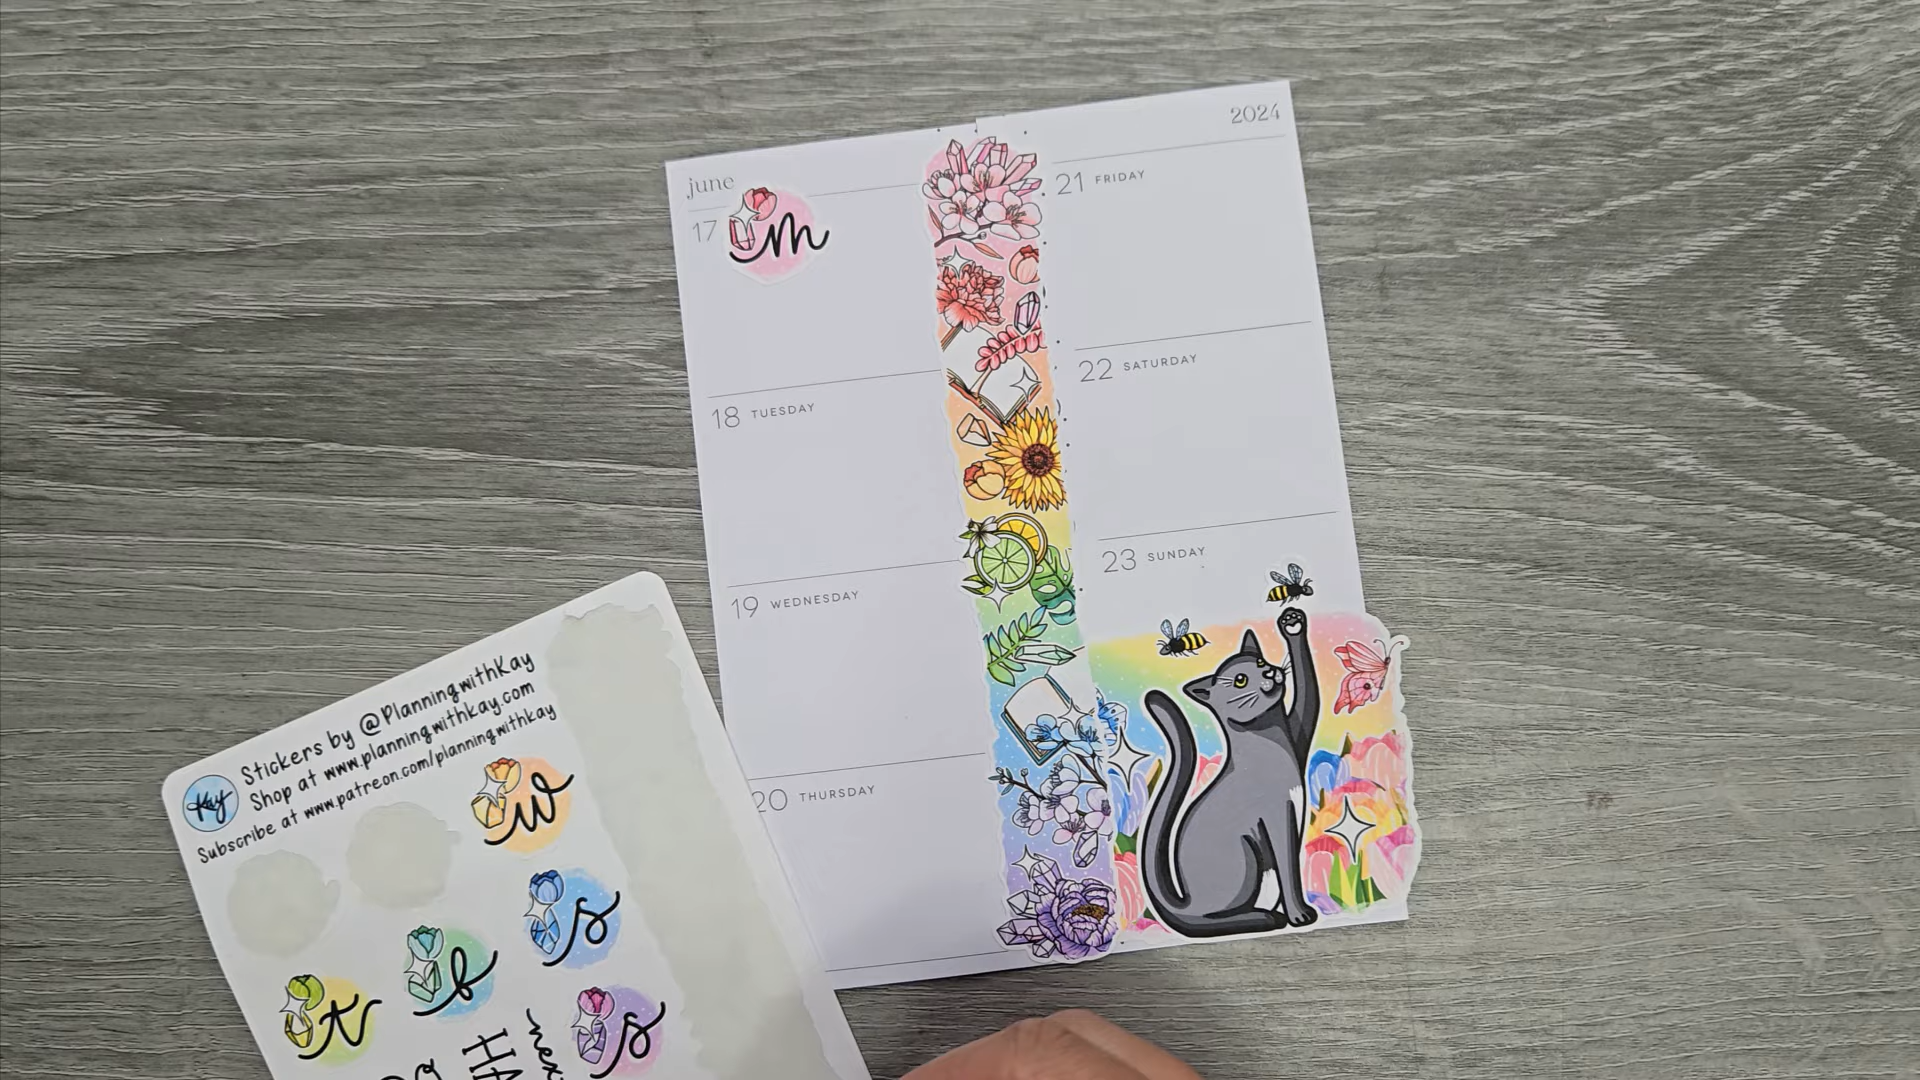 june
2024
17
m
18 TUESDAY
19 WEDNESDAY
20 THURSDAY
21 FRIDAY
22 SATURDAY
23 SUNDAY
Kay
Stickers by @PlanningwithKay
Shop at www.planningwithkay.com
Subscribe at www.patreon.com/planningwithkay
w
s
f
t
s